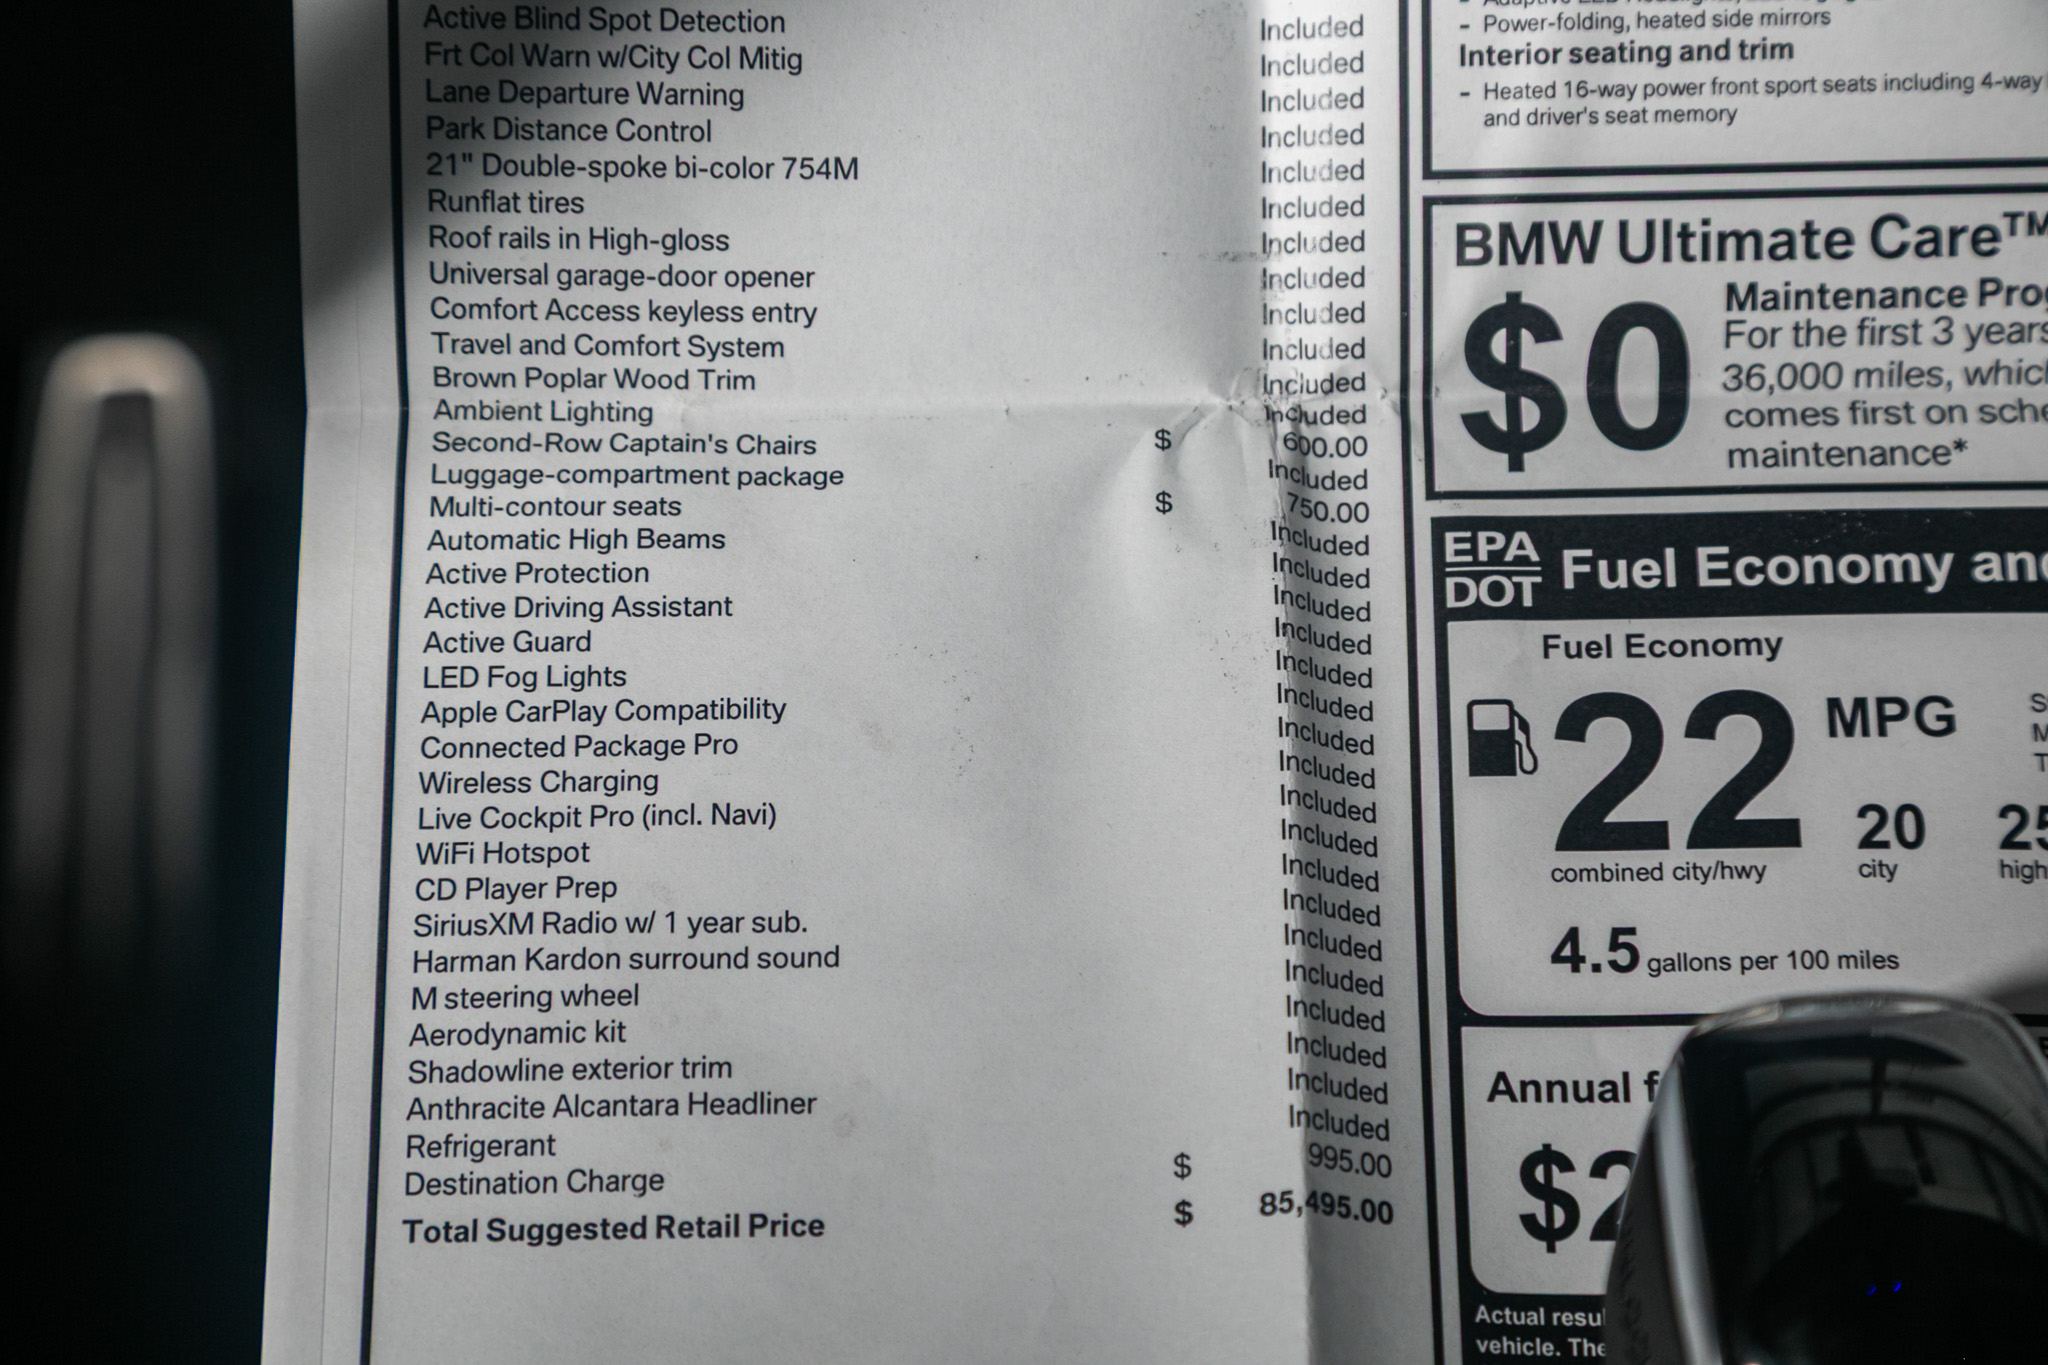 Active Blind Spot Detection Included
Frt Col Warn w/City Col Mitig Included
Lane Departure Warning Included
Park Distance Control Included
21" Double-spoke bi-color 754M Included
Runflat tires Included
Roof rails in High-gloss Included
Universal garage-door opener Included
Comfort Access keyless entry Included
Travel and Comfort System Included
Brown Poplar Wood Trim Included
Ambient Lighting Included
Second-Row Captain's Chairs $ 600.00
Luggage-compartment package Included
Multi-contour seats $ 750.00
Automatic High Beams Included
Active Protection Included
Active Driving Assistant Included
Active Guard Included
LED Fog Lights Included
Apple CarPlay Compatibility Included
Connected Package Pro Included
Wireless Charging Included
Live Cockpit Pro (incl. Navi) Included
WiFi Hotspot Included
CD Player Prep Included
SiriusXM Radio w/ 1 year sub. Included
Harman Kardon surround sound Included
M steering wheel Included
Aerodynamic kit Included
Shadowline exterior trim Included
Anthracite Alcantara Headliner Included
Refrigerant Included
Destination Charge $ 995.00
Total Suggested Retail Price $ 85,495.00
- Power-folding, heated side mirrors
Interior seating and trim
- Heated 16-way power front sport seats including 4-way
and driver's seat memory
BMW Ultimate Care™
$0
Maintenance
For the first 3 years
36,000 miles,
comes first on
maintenance*
EPA
DOT
Fuel Economy
Fuel Economy
22 MPG
combined city/hwy
20
city
4.5 gallons per 100 miles
Annual
$2
Actual
vehicle. The